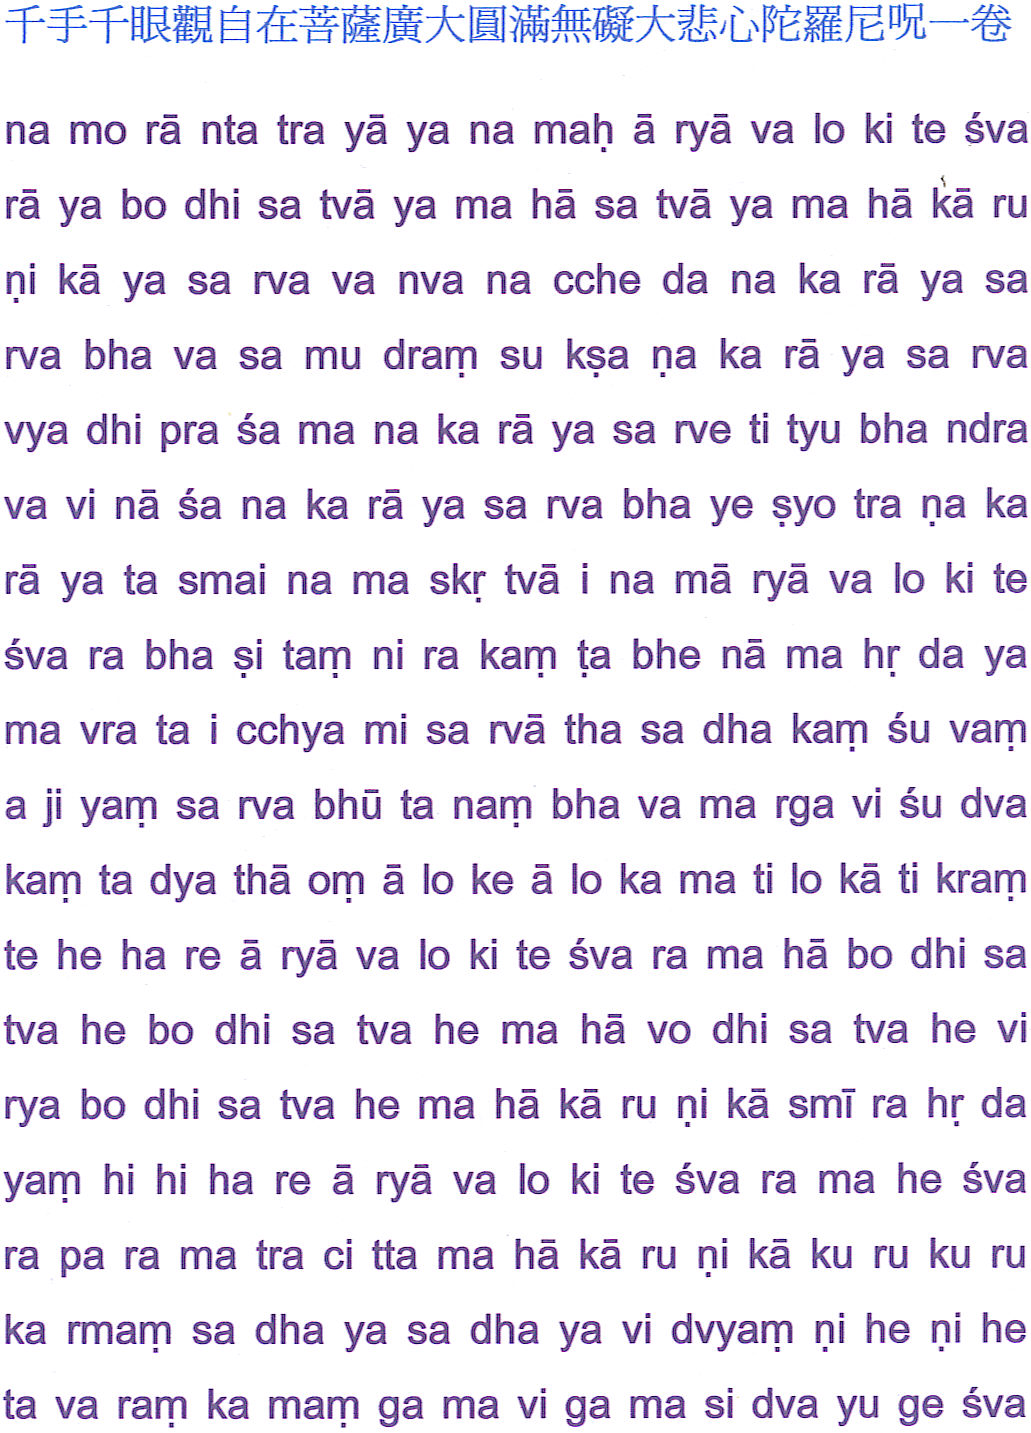 千手千眼觀自在菩薩廣大圓滿無礙大悲心陀羅尼呪一卷
na mo rā nta tra yā ya na maḥ ā ryā va lo ki te śva
rā ya bo dhi sa tvā ya ma hā sa tvā ya ma hā kā ru
ṇi kā ya sa rva va nva na cche da na ka rā ya sa
rva bha va sa mu draṃ su kṣa ṇa ka rā ya sa rva
vya dhi pra śa ma na ka rā ya sa rve ti tyu bha ndra
va vi nā śa na ka rā ya sa rva bha ye ṣyo tra ṇa ka
rā ya ta smai na ma skṛ tvā i na mā ryā va lo ki te
śva ra bha ṣi taṃ ni ra kaṃ ṭa bhe nā ma hṛ da ya
ma vra ta i cchya mi sa rvā tha sa dha kaṃ śu vaṃ
a ji yaṃ sa rva bhū ta naṃ bha va ma rga vi śu dva
kaṃ ta dya thā oṃ ā lo ke ā lo ka ma ti lo kā ti kraṃ
te he ha re ā ryā va lo ki te śva ra ma hā bo dhi sa
tva he bo dhi sa tva he ma hā vo dhi sa tva he vi
rya bo dhi sa tva he ma hā kā ru ṇi kā smī ra hṛ da
yaṃ hi hi ha re ā ryā va lo ki te śva ra ma he śva
ra pa ra ma tra ci tta ma hā kā ru ṇi kā ku ru ku ru
ka rmaṃ sa dha ya sa dha ya vi dvyaṃ ṇi he ṇi he
ta va raṃ ka maṃ ga ma vi ga ma si dva yu ge śva